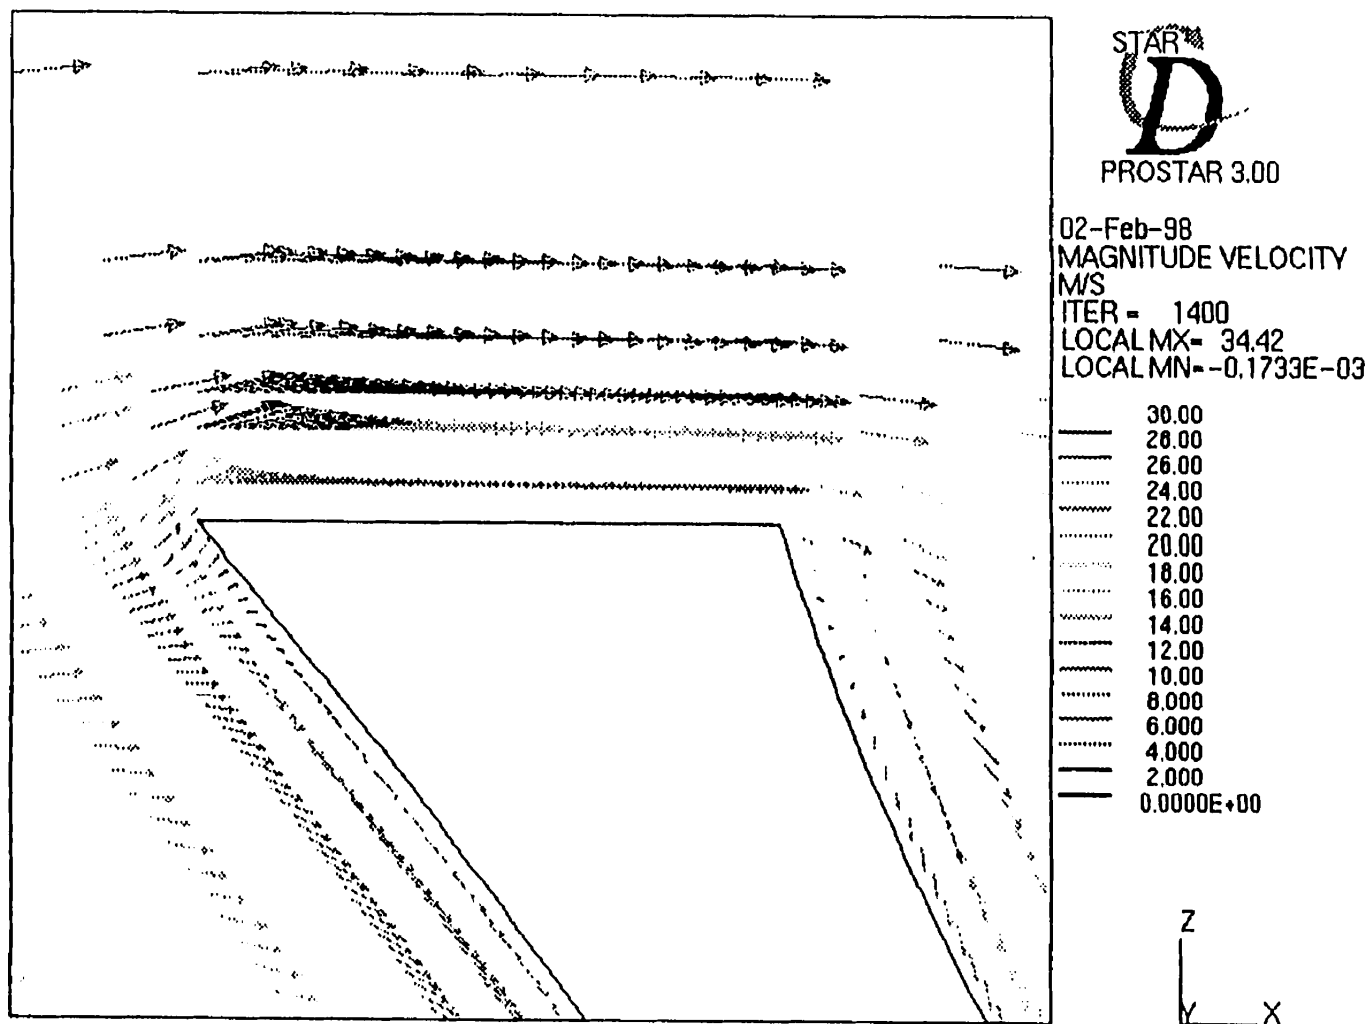 STAR
D
PROSTAR 3.00
02-Feb-98
MAGNITUDE VELOCITY
M/S
ITER = 1400
LOCAL MX= 34.42
LOCAL MN=-0.1733E-03
30.00
28.00
26.00
24.00
22.00
20.00
18.00
16.00
14.00
12.00
10.00
8.000
6.000
4.000
2.000
0.0000E+00
Z
Y X